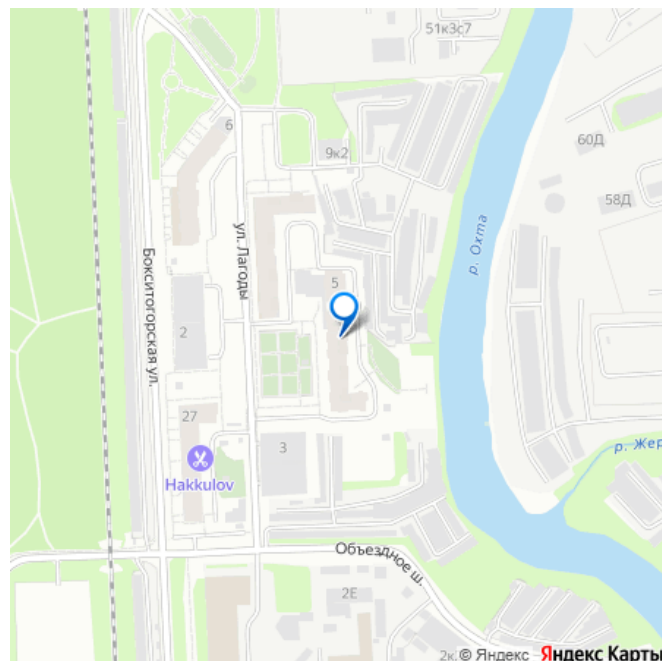 51к3с7
6
60Д
9к2
58Д
ул. Лагоды
р. Охта
Бокситогорская ул.
5
2
27
3
р. Жер
Hakkulov
Объездное ш.
2Е
2к.
© Яндекс Яндекс Карты